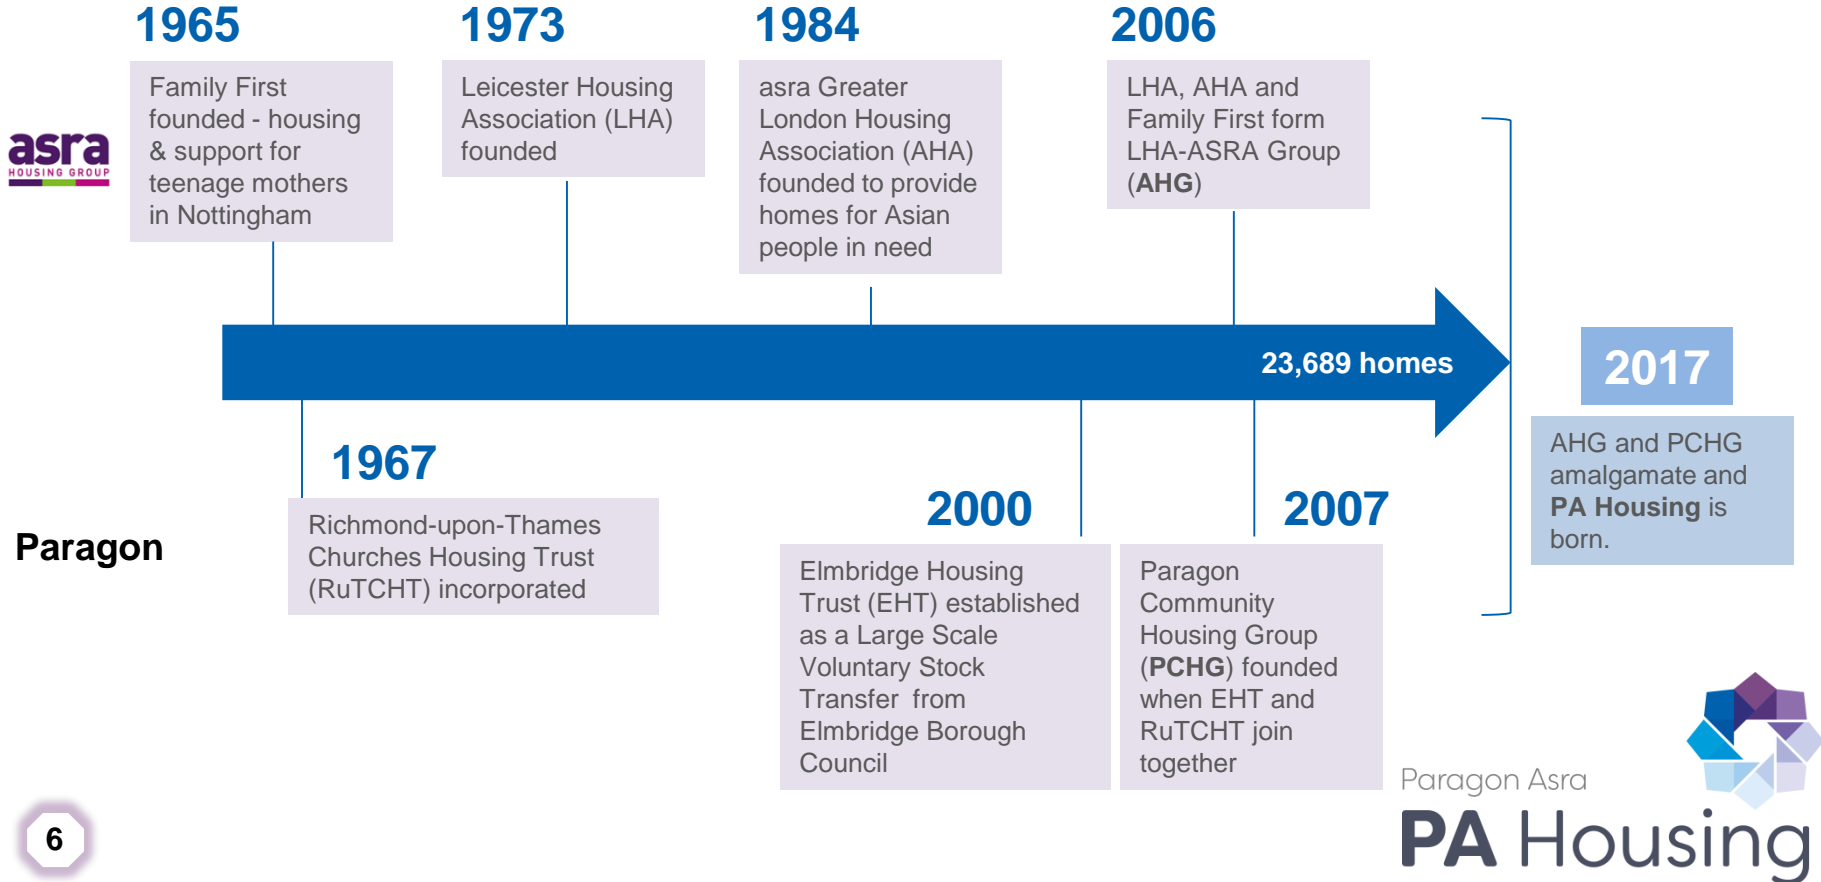 1965
Family First
founded - housing
& support for
teenage mothers
in Nottingham
1973
Leicester Housing
Association (LHA)
founded
1984
asra Greater
London Housing
Association (AHA)
founded to provide
homes for Asian
people in need
2006
LHA, AHA and
Family First form
LHA-ASRA Group
(AHG)
asra
HOUSING GROUP
23,689 homes
2017
AHG and PCHG
amalgamate and
PA Housing is
born.
Paragon
1967
Richmond-upon-Thames
Churches Housing Trust
(RuTCHT) incorporated
2000
Elmbridge Housing
Trust (EHT) established
as a Large Scale
Voluntary Stock
Transfer from
Elmbridge Borough
Council
2007
Paragon
Community
Housing Group
(PCHG) founded
when EHT and
RuTCHT join
together
Paragon Asra
PA Housing
6